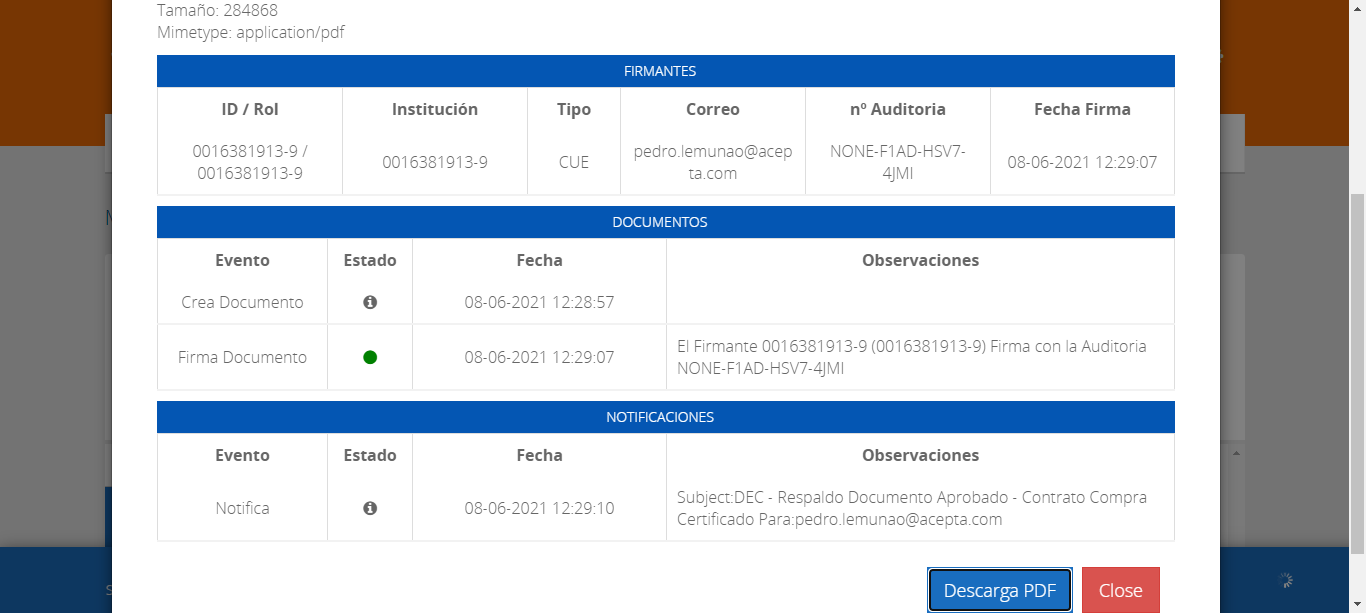 Tamaño: 284868
Mimetype: application/pdf
FIRMANTES
ID / Rol Institución Tipo Correo nº Auditoria Fecha Firma
0016381913-9 /
0016381913-9
0016381913-9
CUE
pedro.lemunao@acep
ta.com
NONE-F1AD-HSV7-
4JMI
08-06-2021 12:29:07
DOCUMENTOS
Evento Estado Fecha Observaciones
Crea Documento 08-06-2021 12:28:57
Firma Documento 08-06-2021 12:29:07
El Firmante 0016381913-9 (0016381913-9) Firma con la Auditoria
NONE-F1AD-HSV7-4JMI
NOTIFICACIONES
Evento Estado Fecha Observaciones
Notifica 08-06-2021 12:29:10
Subject:DEC - Respaldo Documento Aprobado - Contrato Compra
Certificado Para:pedro.lemunao@acepta.com
Descarga PDF Close